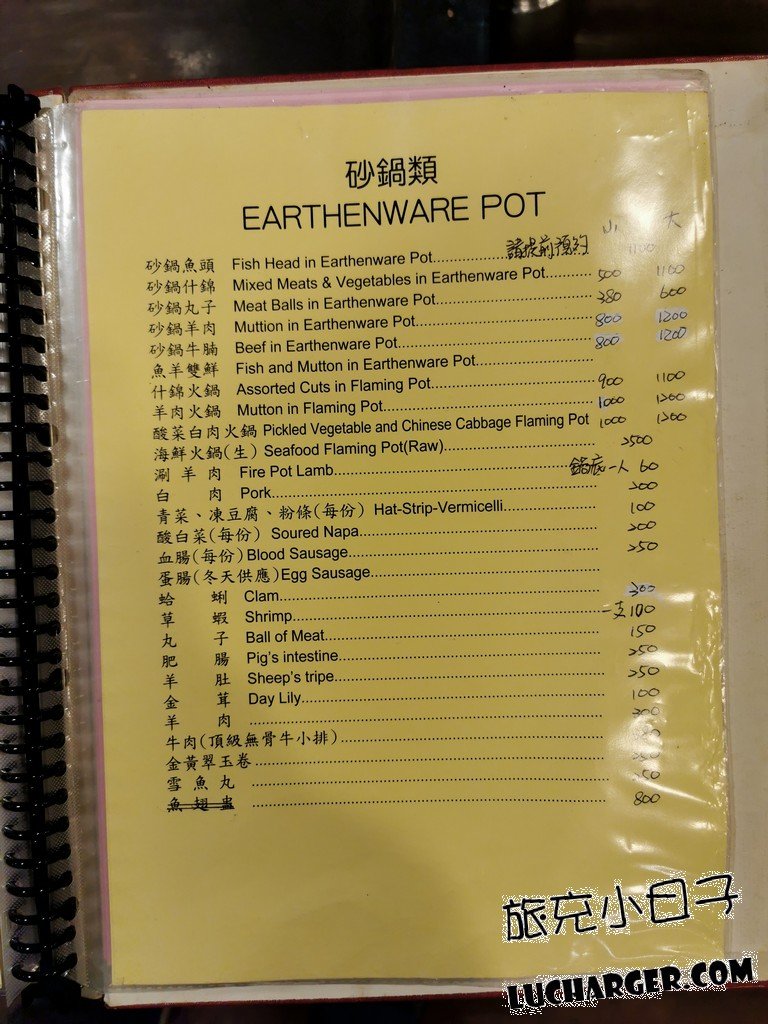 砂鍋類
EARTHENWARE POT
小 大
砂鍋魚頭 Fish Head in Earthenware Pot 請提前預約 1100
砂鍋什錦 Mixed Meats & Vegetables in Earthenware Pot 500 1100
砂鍋丸子 Meat Balls in Earthenware Pot 380 600
砂鍋羊肉 Muttion in Earthenware Pot 800 1200
砂鍋牛腩 Beef in Earthenware Pot 800 1200
魚羊雙鮮 Fish and Mutton in Earthenware Pot
什錦火鍋 Assorted Cuts in Flaming Pot 900 1100
羊肉火鍋 Mutton in Flaming Pot 1000 1200
酸菜白肉火鍋 Pickled Vegetable and Chinese Cabbage Flaming Pot 1000 1200
海鮮火鍋(生) Seafood Flaming Pot(Raw) 2500
涮羊肉 Fire Pot Lamb 鍋底一人 60
白肉 Pork 200
青菜、凍豆腐、粉條(每份) Hat-Strip-Vermicelli 100
酸白菜(每份) Soured Napa 200
血腸(每份) Blood Sausage 250
蛋腸(冬天供應) Egg Sausage
蛤蜊 Clam 300
草蝦 Shrimp 一支100
丸子 Ball of Meat 150
肥腸 Pig's intestine 250
羊肚 Sheep's tripe 250
金茸 Day Lily 100
羊肉 300
牛肉(頂級無骨牛小排)
金黃翠玉卷
雪魚丸
魚翅盅 800
旅充小日子
LUCHARGER.COM